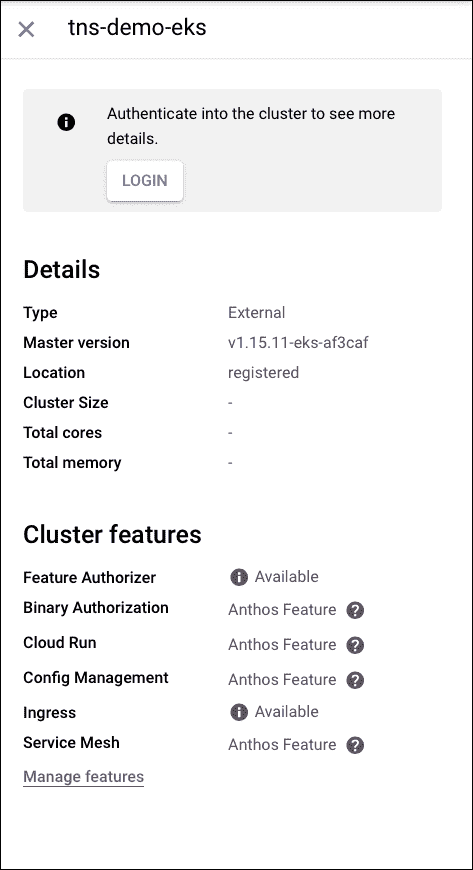 tns-demo-eks
Authenticate into the cluster to see more
details.
LOGIN
Details
Type External
Master version v1.15.11-eks-af3caf
Location registered
Cluster Size -
Total cores -
Total memory -
Cluster features
Feature Authorizer Available
Binary Authorization Anthos Feature
Cloud Run Anthos Feature
Config Management Anthos Feature
Ingress Available
Service Mesh Anthos Feature
Manage features